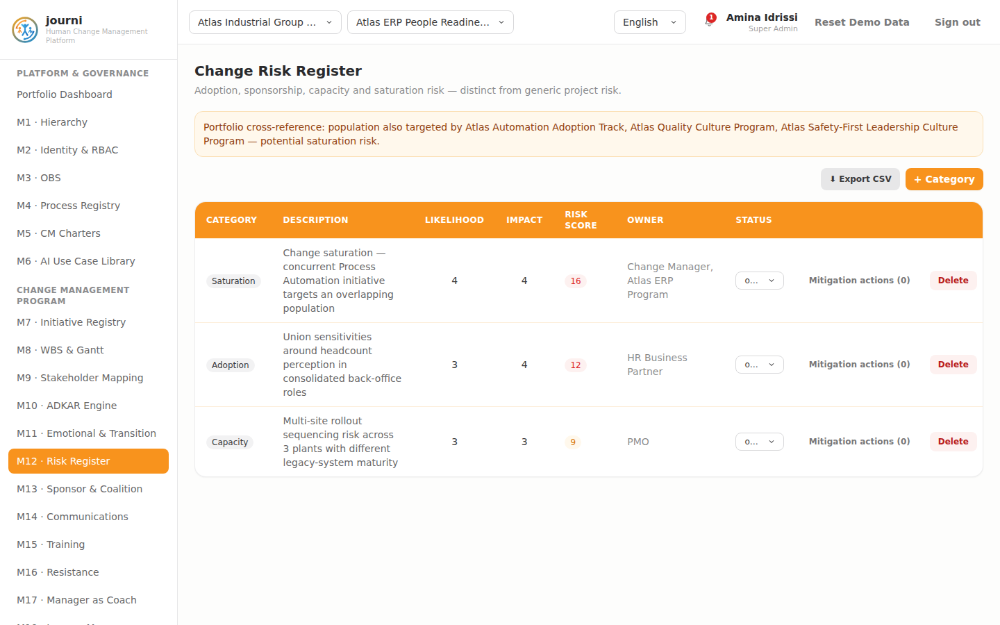 journi
Human Change Management
Platform
Atlas Industrial Group ...
Atlas ERP People Readine...
English
1
Amina Idrissi
Super Admin
Reset Demo Data
Sign out
PLATFORM & GOVERNANCE
Portfolio Dashboard
M1 · Hierarchy
M2 · Identity & RBAC
M3 · OBS
M4 · Process Registry
M5 · CM Charters
M6 · AI Use Case Library
CHANGE MANAGEMENT
PROGRAM
M7 · Initiative Registry
M8 · WBS & Gantt
M9 · Stakeholder Mapping
M10 · ADKAR Engine
M11 · Emotional & Transition
M12 · Risk Register
M13 · Sponsor & Coalition
M14 · Communications
M15 · Training
M16 · Resistance
M17 · Manager as Coach
Change Risk Register
Adoption, sponsorship, capacity and saturation risk — distinct from generic project risk.
Portfolio cross-reference: population also targeted by Atlas Automation Adoption Track, Atlas Quality Culture Program, Atlas Safety-First Leadership Culture
Program — potential saturation risk.
⬇ Export CSV
+ Category
CATEGORY DESCRIPTION LIKELIHOOD IMPACT RISK SCORE OWNER STATUS
Saturation
Change saturation —
concurrent Process
Automation initiative
targets an overlapping
population
4
4
16
Change Manager,
Atlas ERP
Program
o...
Mitigation actions (0)
Delete
Adoption
Union sensitivities
around headcount
perception in
consolidated back-office
roles
3
4
12
HR Business
Partner
o...
Mitigation actions (0)
Delete
Capacity
Multi-site rollout
sequencing risk across
3 plants with different
legacy-system maturity
3
3
9
PMO
o...
Mitigation actions (0)
Delete